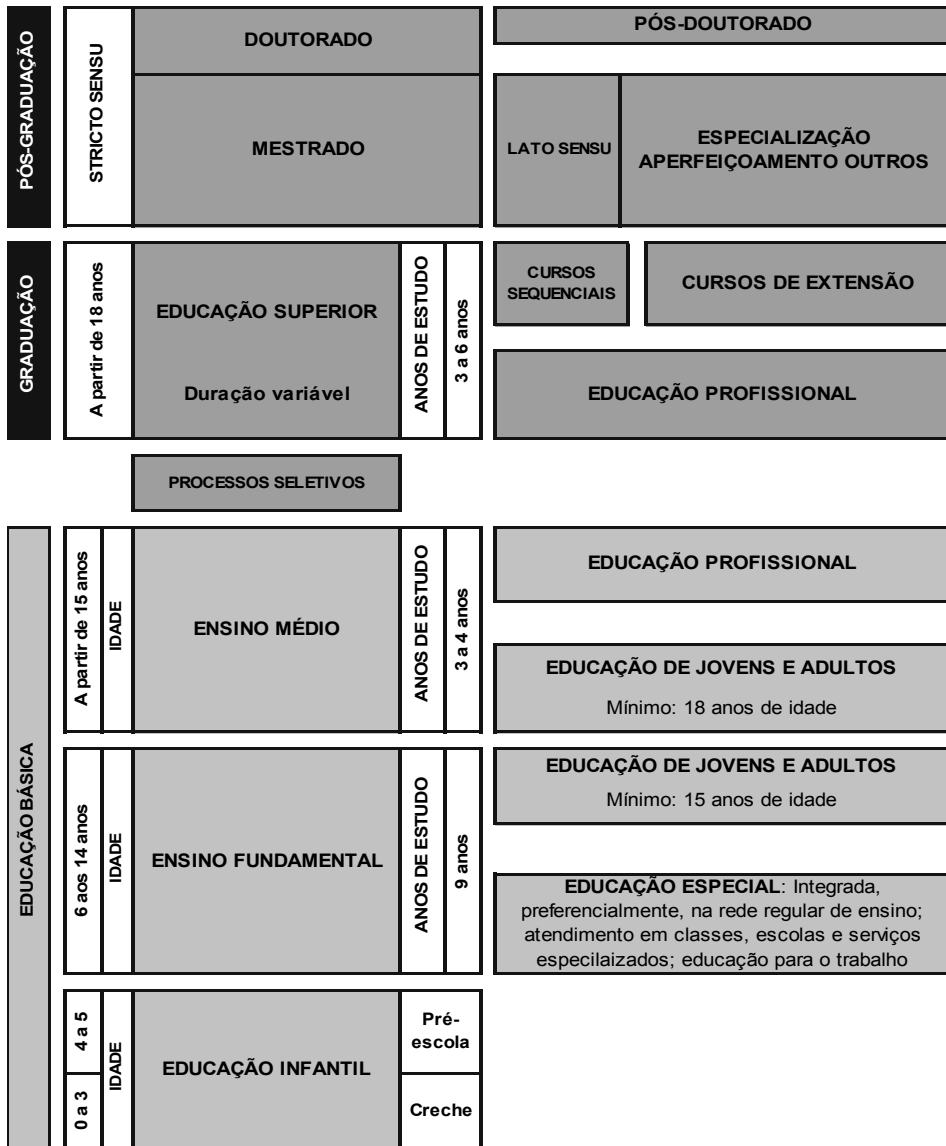 PÓS-GRADUAÇÃO
STRICTO SENSU
DOUTORADO
MESTRADO
PÓS-DOUTORADO
LATO SENSU
ESPECIALIZAÇÃO
APERFEIÇOAMENTO OUTROS
GRADUAÇÃO
A partir de 18 anos
EDUCAÇÃO SUPERIOR
Duração variável
ANOS DE ESTUDO
3 a 6 anos
CURSOS
SEQUENCIAIS
CURSOS DE EXTENSÃO
EDUCAÇÃO PROFISSIONAL
PROCESSOS SELETIVOS
EDUCAÇÃO BÁSICA
A partir de 15 anos
IDADE
ENSINO MÉDIO
ANOS DE ESTUDO
3 a 4 anos
EDUCAÇÃO PROFISSIONAL
EDUCAÇÃO DE JOVENS E ADULTOS
Mínimo: 18 anos de idade
6 aos 14 anos
IDADE
ENSINO FUNDAMENTAL
ANOS DE ESTUDO
9 anos
EDUCAÇÃO DE JOVENS E ADULTOS
Mínimo: 15 anos de idade
EDUCAÇÃO ESPECIAL: Integrada,
preferencialmente, na rede regular de ensino;
atendimento em classes, escolas e serviços
especilaizados; educação para o trabalho
4 a 5
0 a 3
IDADE
EDUCAÇÃO INFANTIL
Pré-
escola
Creche